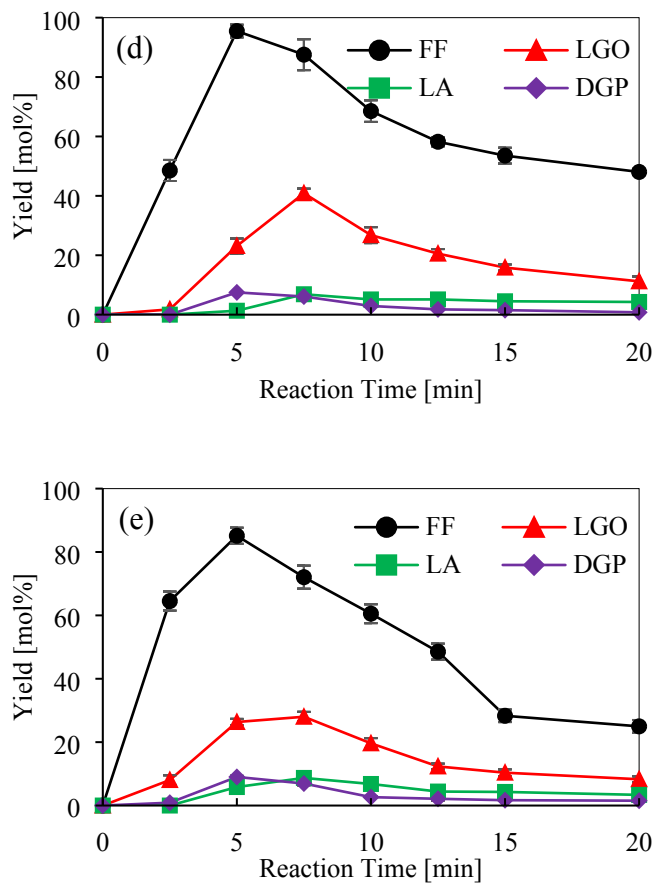 (d)
FF
LGO
LA
DGP
100
80
60
40
20
0
Yield [mol%]
0 5 10 15 20
Reaction Time [min]
(e)
FF
LGO
LA
DGP
100
80
60
40
20
0
Yield [mol%]
0 5 10 15 20
Reaction Time [min]